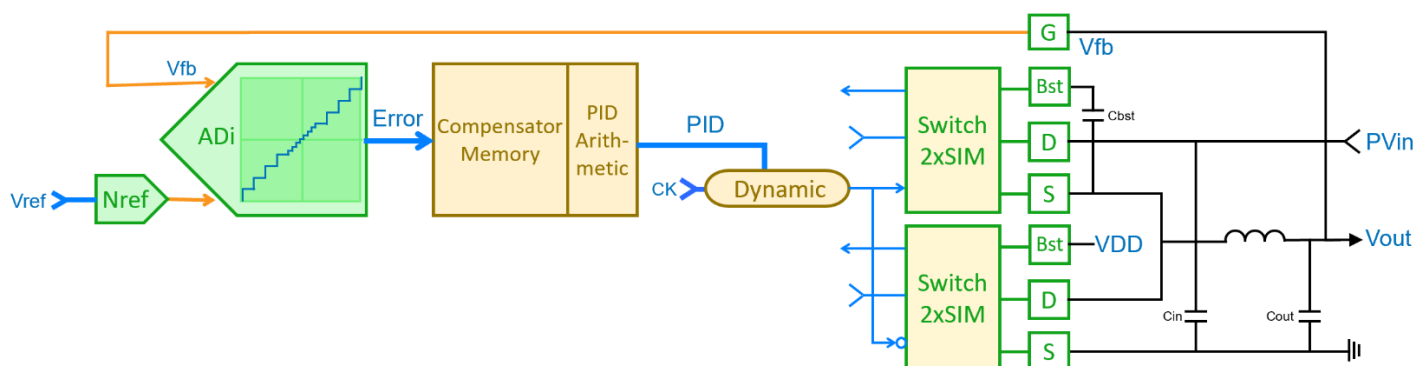 G
Vfb
Vfb
ADi
Error
Vref
Nref
Compensator
Memory
PID
Arith-
metic
PID
CK
Dynamic
Switch
2xSIM
Bst
D
S
Cbst
PVin
Switch
2xSIM
Bst
VDD
D
S
Cin
Cout
Vout